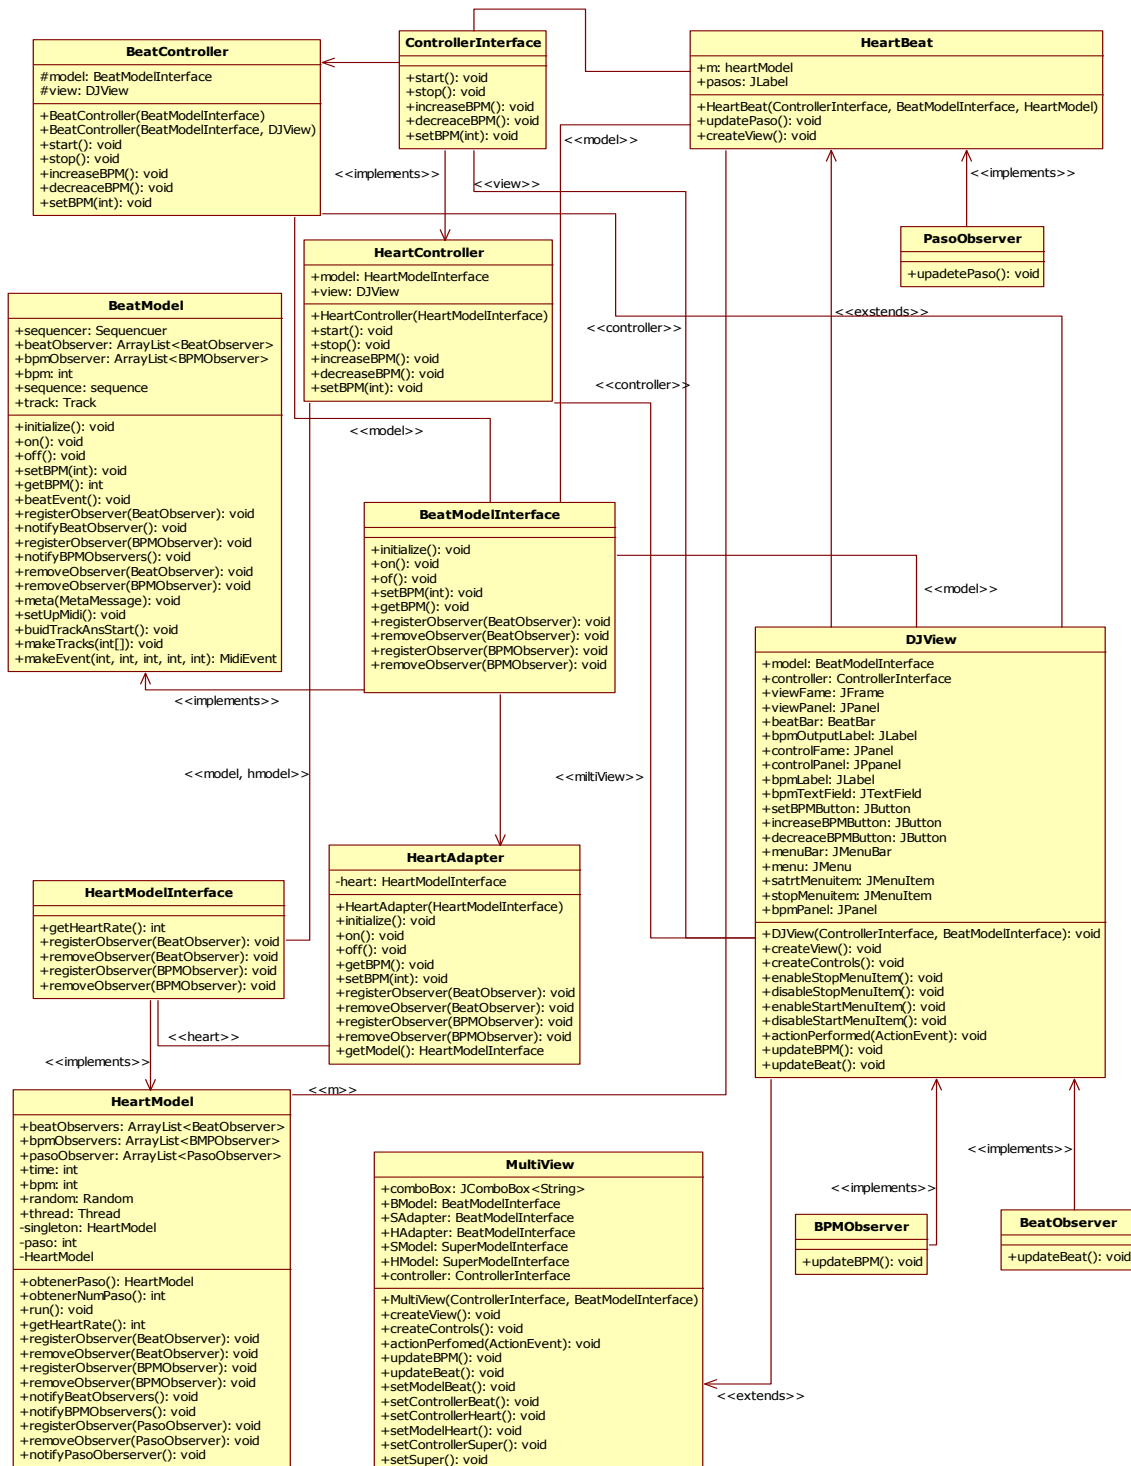 BeatController
#model: BeatModelInterface
#view: DJView
+BeatController(BeatModelInterface)
+BeatController(BeatModelInterface, DJView)
+start(): void
+stop(): void
+increaseBPM(): void
+decreaceBPM(): void
+setBPM(int): void
ControllerInterface
+start(): void
+stop(): void
+increaseBPM(): void
+decreaceBPM(): void
+setBPM(int): void
HeartBeat
+m: heartModel
+pasos: JLabel
+HeartBeat(ControllerInterface, BeatModelInterface, HeartModel)
+updatePaso(): void
+createView(): void
<<model>>
<<implements>>
<<view>>
<<implements>>
PasoObserver
+upadetePaso(): void
HeartController
+model: HeartModelInterface
+view: DJView
+HeartController(HeartModelInterface)
+start(): void
+stop(): void
+increaseBPM(): void
+decreaseBPM(): void
+setBPM(int): void
BeatModel
+sequencer: Sequencuer
+beatObserver: ArrayList<BeatObserver>
+bpmObserver: ArrayList<BPMObserver>
+bpm: int
+sequence: sequence
+track: Track
+initialize(): void
+on(): void
+off(): void
+setBPM(int): void
+getBPM(): int
+beatEvent(): void
+registerObserver(BeatObserver): void
+notifyBeatObserver(): void
+registerObserver(BPMObserver): void
+notifyBPMObservers(): void
+removeObserver(BeatObserver): void
+removeObserver(BPMObserver): void
+meta(MetaMessage): void
+setUpMidi(): void
+buidTrackAnsStart(): void
+makeTracks(int[]): void
+makeEvent(int, int, int, int, int): MidiEvent
<<exstends>>
<<controller>>
<<controller>>
<<model>>
BeatModelInterface
+initialize(): void
+on(): void
+of(): void
+setBPM(int): void
+getBPM(): void
+registerObserver(BeatObserver): void
+removeObserver(BeatObserver): void
+registerObserver(BPMObserver): void
+removeObserver(BPMObserver): void
<<model>>
<<implements>>
DJView
+model: BeatModelInterface
+controller: ControllerInterface
+viewFame: JFrame
+viewPanel: JPanel
+beatBar: BeatBar
+bpmOutputLabel: JLabel
+controlFame: JPanel
+controlPanel: JPpanel
+bpmLabel: JLabel
+bpmTextField: JTextField
+setBPMButton: JButton
+increaseBPMButton: JButton
+decreaceBPMButton: JButton
+menuBar: JMenuBar
+menu: JMenu
+satrtMenuitem: JMenuItem
+stopMenuitem: JMenuItem
+bpmPanel: JPanel
+DJView(ControllerInterface, BeatModelInterface): void
+createView(): void
+createControls(): void
+enableStopMenuItem(): void
+disableStopMenuItem(): void
+enableStartMenuItem(): void
+disableStartMenuItem(): void
+actionPerformed(ActionEvent): void
+updateBPM(): void
+updateBeat(): void
<<model, hmodel>>
<<miltiView>>
HeartAdapter
-heart: HeartModelInterface
+HeartAdapter(HeartModelInterface)
+initialize(): void
+on(): void
+off(): void
+getBPM(): void
+setBPM(int): void
+registerObserver(BeatObserver): void
+removeObserver(BeatObserver): void
+registerObserver(BPMObserver): void
+removeObserver(BPMObserver): void
+getModel(): HeartModelInterface
HeartModelInterface
+getHeartRate(): int
+registerObserver(BeatObserver): void
+removeObserver(BeatObserver): void
+registerObserver(BPMObserver): void
+removeObserver(BPMObserver): void
<<heart>>
<<implements>>
<<m>>
HeartModel
+beatObservers: ArrayList<BeatObserver>
+bpmObservers: ArrayList<BMPObserver>
+pasoObserver: ArrayList<PasoObserver>
+time: int
+bpm: int
+random: Random
+thread: Thread
-singleton: HeartModel
-paso: int
-HeartModel
+obtenerPaso(): HeartModel
+obtenerNumPaso(): int
+run(): void
+getHeartRate(): int
+registerObserver(BeatObserver): void
+removeObserver(BeatObserver): void
+registerObserver(BPMObserver): void
+removeObserver(BPMObserver): void
+notifyBeatObservers(): void
+notifyBPMObservers(): void
+registerObserver(PasoObserver): void
+removeObserver(PasoObserver): void
+notifyPasoOberserver(): void
MultiView
+comboBox: JComboBox<String>
+BModel: BeatModelInterface
+SAdapter: BeatModelInterface
+HAdapter: BeatModelInterface
+SModel: SuperModelInterface
+HModel: SuperModelInterface
+controller: ControllerInterface
+MultiView(ControllerInterface, BeatModelInterface)
+createView(): void
+createControls(): void
+actionPerfomed(ActionEvent): void
+updateBPM(): void
+updateBeat(): void
+setModelBeat(): void
+setControllerBeat(): void
+setControllerHeart(): void
+setModelHeart(): void
+setControllerSuper(): void
+setSuper(): void
<<implements>>
<<implements>>
BPMObserver
+updateBPM(): void
BeatObserver
+updateBeat(): void
<<extends>>